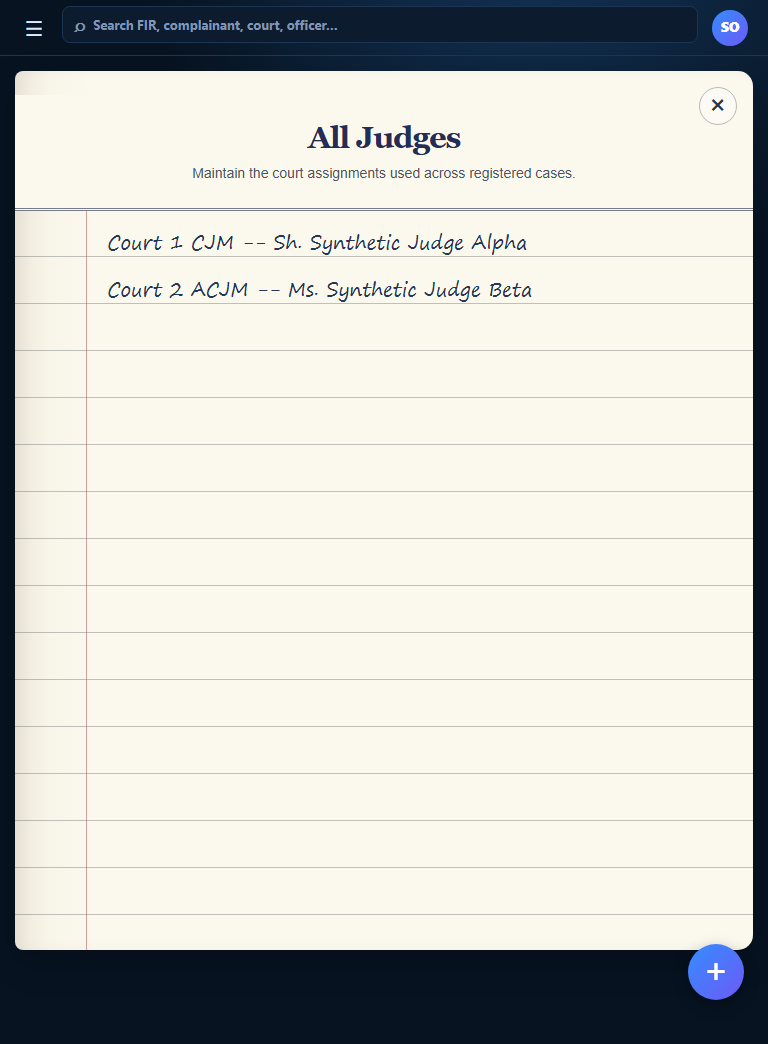 Search FIR, complainant, court, officer...
SO
All Judges
Maintain the court assignments used across registered cases.
Court 1 CJM -- Sh. Synthetic Judge Alpha
Court 2 ACJM -- Ms. Synthetic Judge Beta